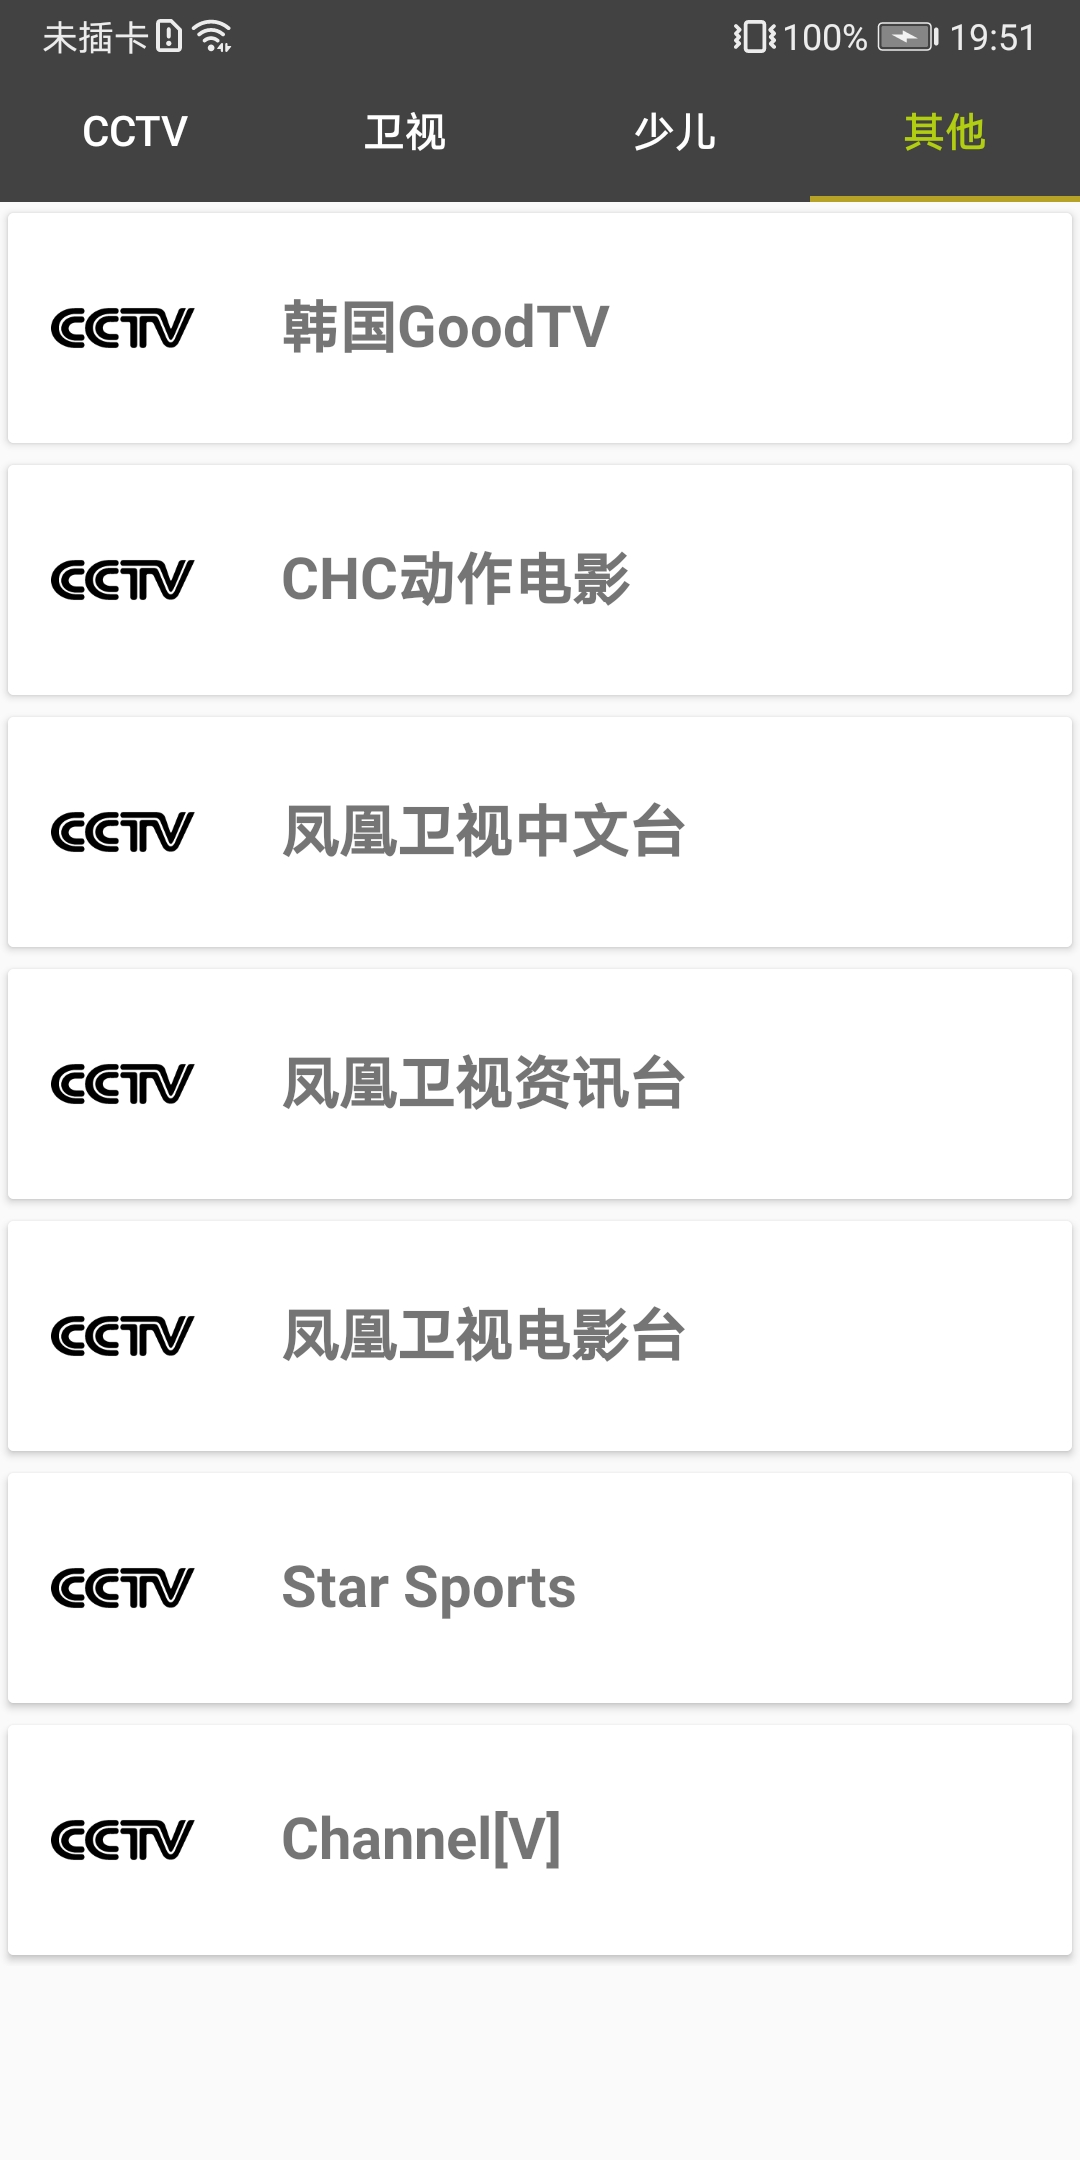 未插卡 100% 19:51
CCTV 卫视 少儿 其他
CCTV 韩国GoodTV
CCTV CHC动作电影
CCTV 凤凰卫视中文台
CCTV 凤凰卫视资讯台
CCTV 凤凰卫视电影台
CCTV Star Sports
CCTV Channel[V]